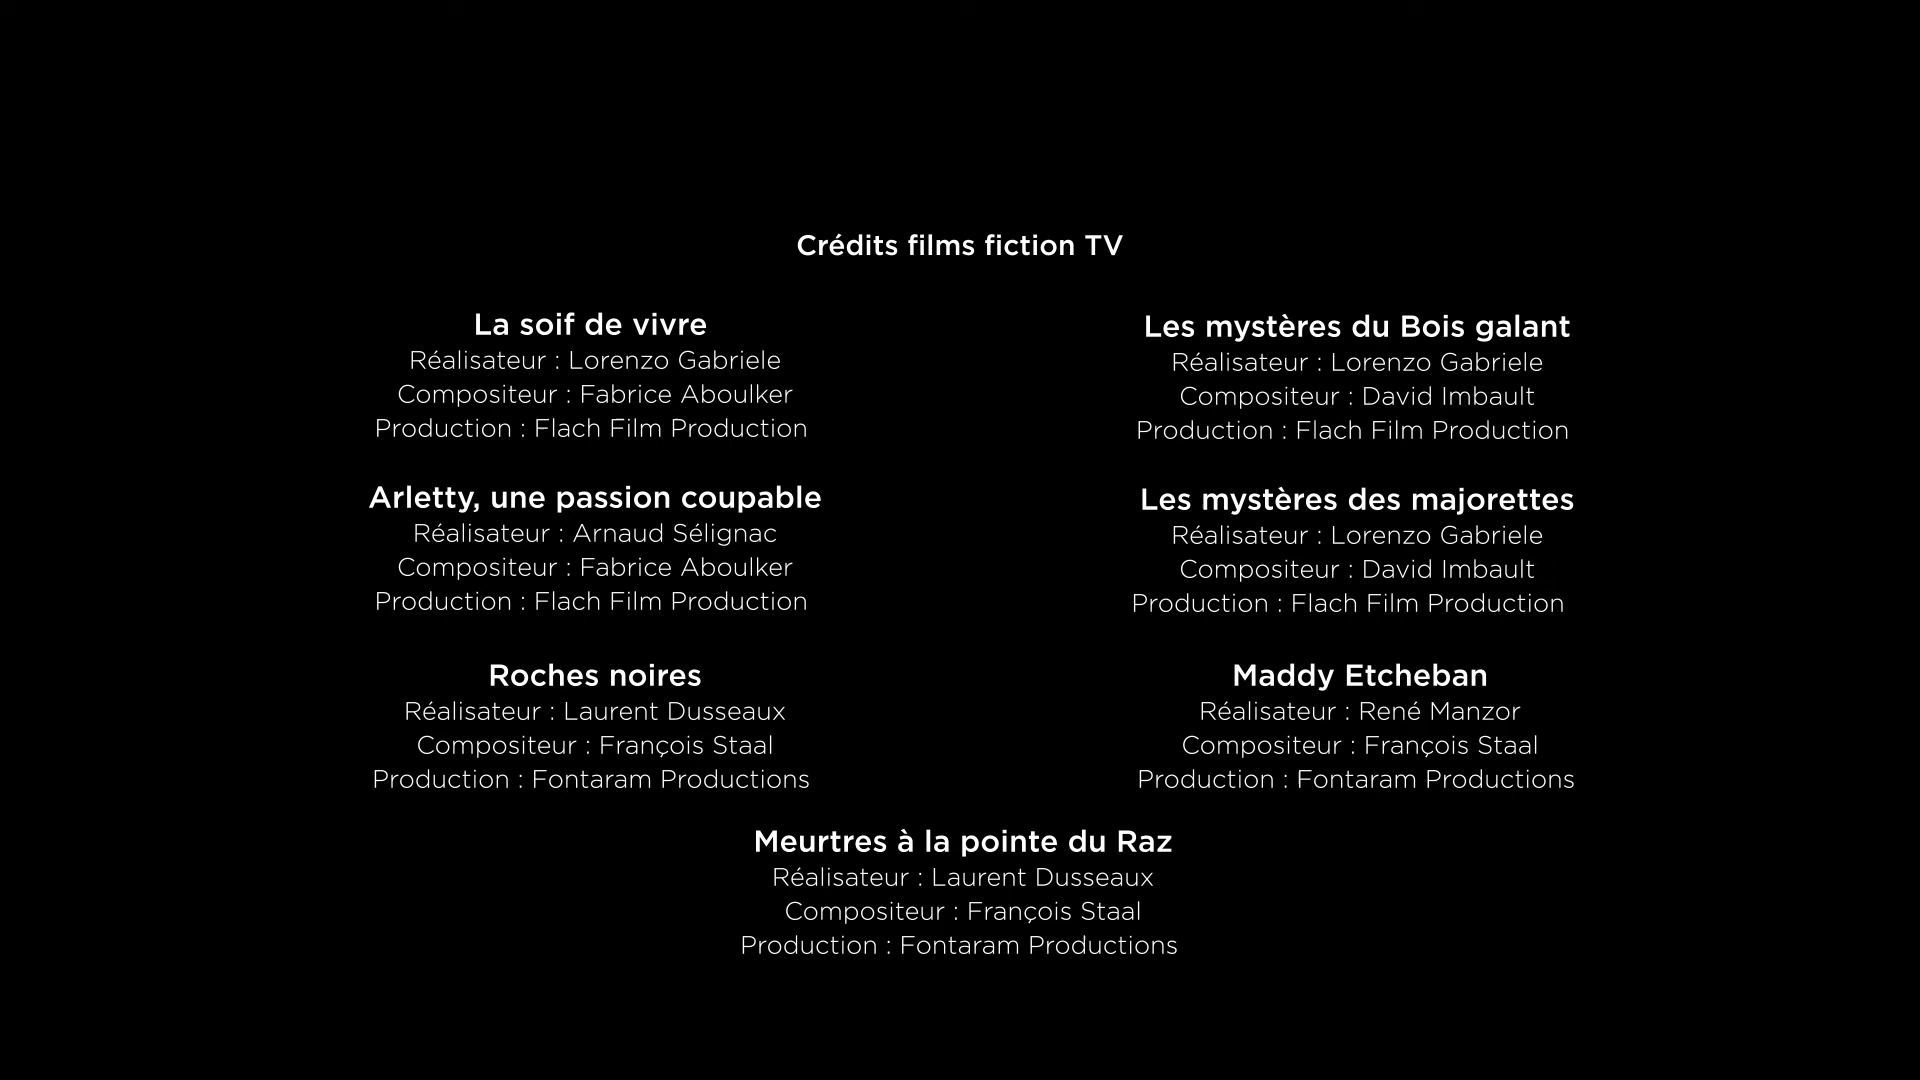 Crédits films fiction TV
La soif de vivre
Réalisateur : Lorenzo Gabriele
Compositeur : Fabrice Aboulker
Production : Flach Film Production
Les mystères du Bois galant
Réalisateur : Lorenzo Gabriele
Compositeur : David Imbault
Production : Flach Film Production
Arletty, une passion coupable
Réalisateur : Arnaud Sélignac
Compositeur : Fabrice Aboulker
Production : Flach Film Production
Les mystères des majorettes
Réalisateur : Lorenzo Gabriele
Compositeur : David Imbault
Production : Flach Film Production
Roches noires
Réalisateur : Laurent Dusseaux
Compositeur : François Staal
Production : Fontaram Productions
Maddy Etcheban
Réalisateur : René Manzor
Compositeur : François Staal
Production : Fontaram Productions
Meurtres à la pointe du Raz
Réalisateur : Laurent Dusseaux
Compositeur : François Staal
Production : Fontaram Productions